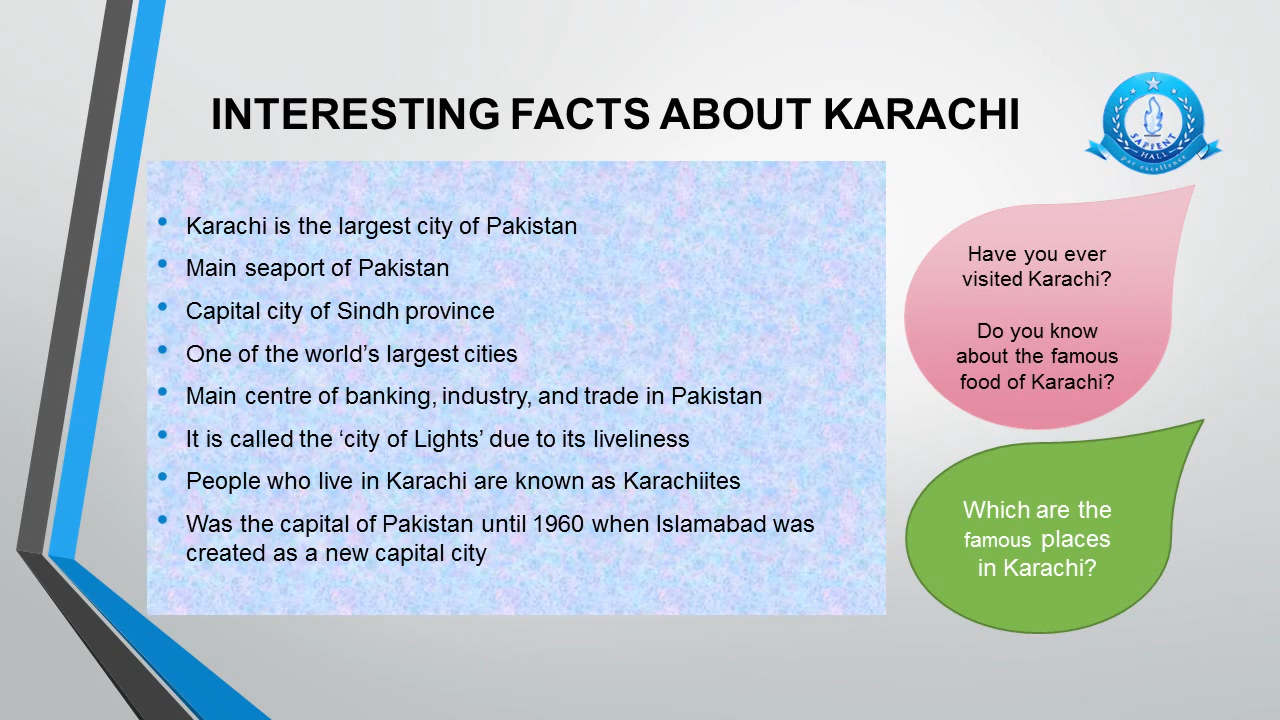 INTERESTING FACTS ABOUT KARACHI
SAPIENT
HALL
par excellence
• Karachi is the largest city of Pakistan
• Main seaport of Pakistan
• Capital city of Sindh province
• One of the world’s largest cities
• Main centre of banking, industry, and trade in Pakistan
• It is called the ‘city of Lights’ due to its liveliness
• People who live in Karachi are known as Karachiites
• Was the capital of Pakistan until 1960 when Islamabad was
created as a new capital city
Have you ever
visited Karachi?
Do you know
about the famous
food of Karachi?
Which are the
famous places
in Karachi?